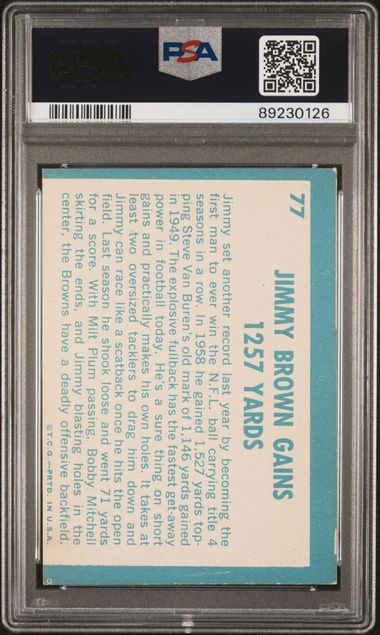 PSA
PSA
89230126
77
JIMMY BROWN GAINS
1257 YARDS
Jimmy set another record last year by becoming the
first man to ever win the N.F.L. ball carrying title 4
seasons in a row. In 1958 he gained 1,527 yards top-
ping Steve Van Buren's old mark of 1,146 yards gained
in 1949. The explosive fullback has the fastest get-away
power in football today. He's a sure thing on short
gains and practically makes his own holes. It takes at
least two oversized tacklers to drag him down and
Jimmy can race like a scatback once he hits the open
field. Last season he shook loose and went 71 yards
for a score. With Milt Plum passing, Bobby Mitchell
skirting the ends, and Jimmy blasting holes in the
center, the Browns have a deadly offensive backfield.
©T.C.G.—PRTD. IN U.S.A.